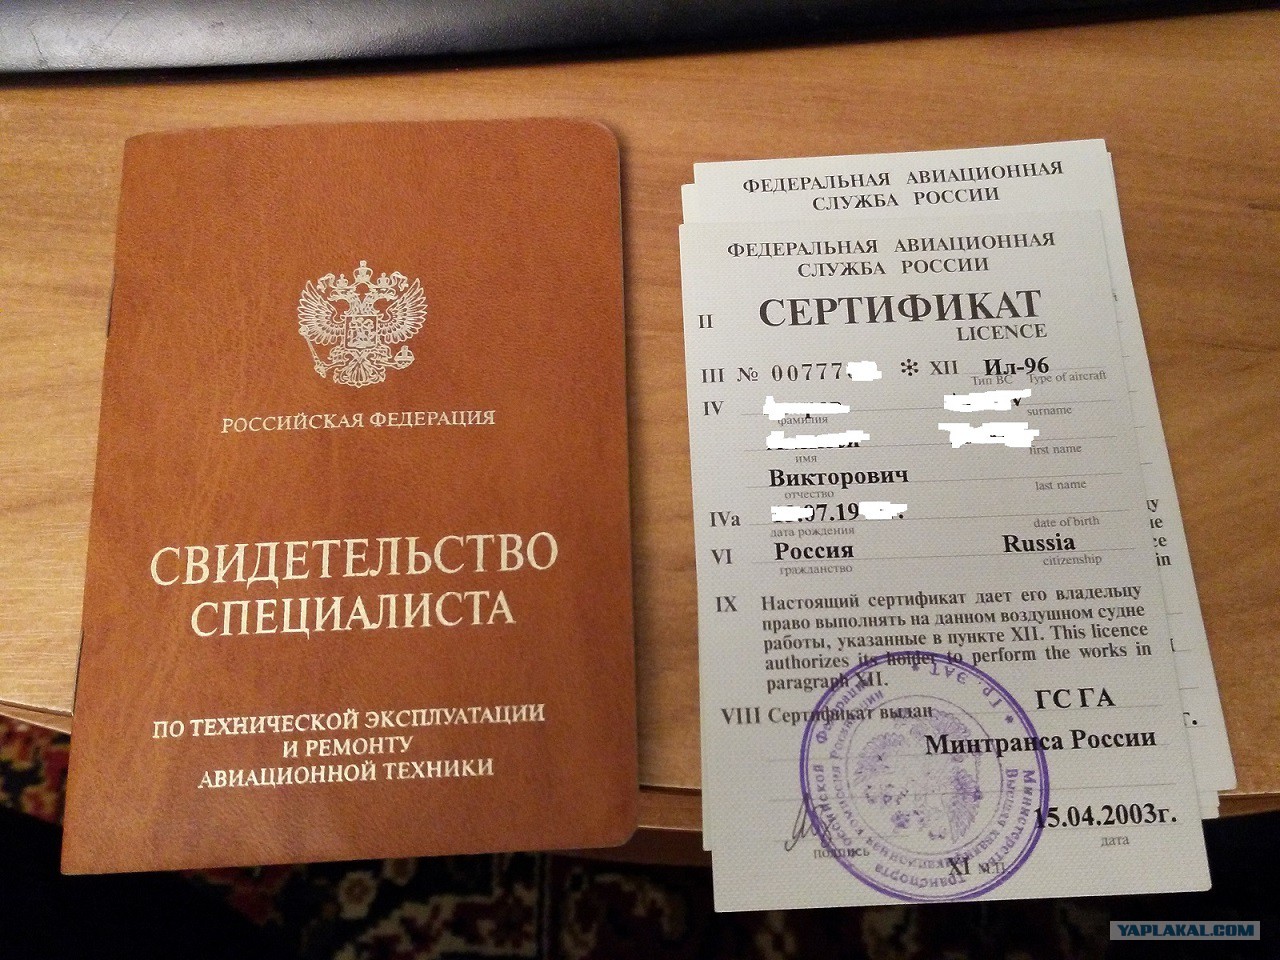 РОССИЙСКАЯ ФЕДЕРАЦИЯ
СВИДЕТЕЛЬСТВО
СПЕЦИАЛИСТА
ПО ТЕХНИЧЕСКОЙ ЭКСПЛУАТАЦИИ
И РЕМОНТУ
АВИАЦИОННОЙ ТЕХНИКИ
ФЕДЕРАЛЬНАЯ АВИАЦИОННАЯ
СЛУЖБА РОССИИ
ФЕДЕРАЛЬНАЯ АВИАЦИОННАЯ
СЛУЖБА РОССИИ
II СЕРТИФИКАТ
LICENCE
III № 00777 * XII Ил-96
Тип ВС Type of aircraft
IV
фамилия surname
имя first name
Викторович
отчество last name
IVa .07.19 г.
дата рождения date of birth
VI Россия Russia
гражданство citizenship
IX Настоящий сертификат дает его владельцу
право выполнять на данном воздушном судне
работы, указанные в пункте XII. This licence
authorizes its holder to perform the works in
paragraph XII.
VIII Сертификат выдан ГС ГА
Минтранса России
15.04.2003г.
подпись дата
XI М.П.
YAPLAKAL.COM